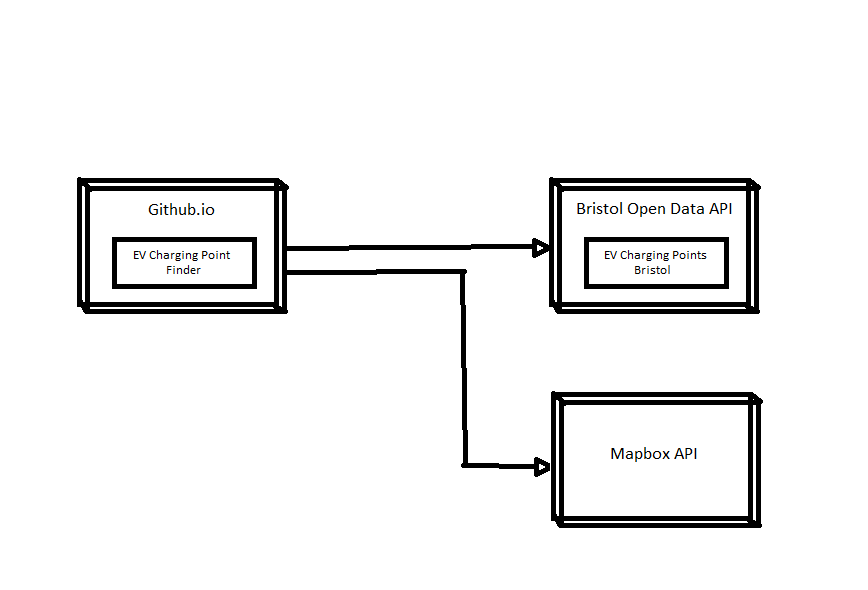 Github.io
EV Charging Point
Finder
Bristol Open Data API
EV Charging Points
Bristol
Mapbox API